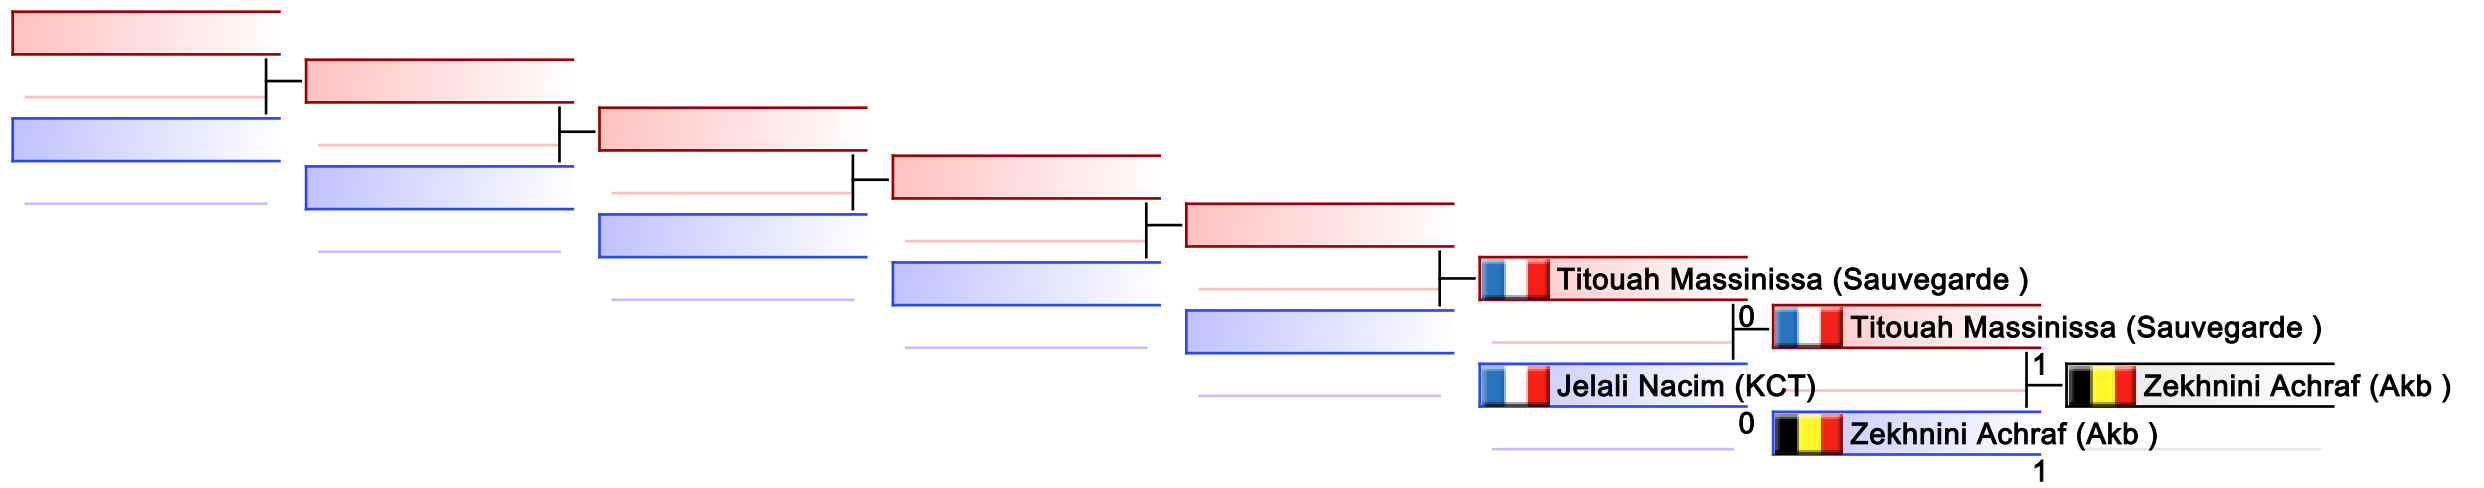 Titouah Massinissa (Sauvegarde )
0
Titouah Massinissa (Sauvegarde )
Jelali Nacim (KCT)
0
1
Zekhnini Achraf (Akb )
Zekhnini Achraf (Akb )
1